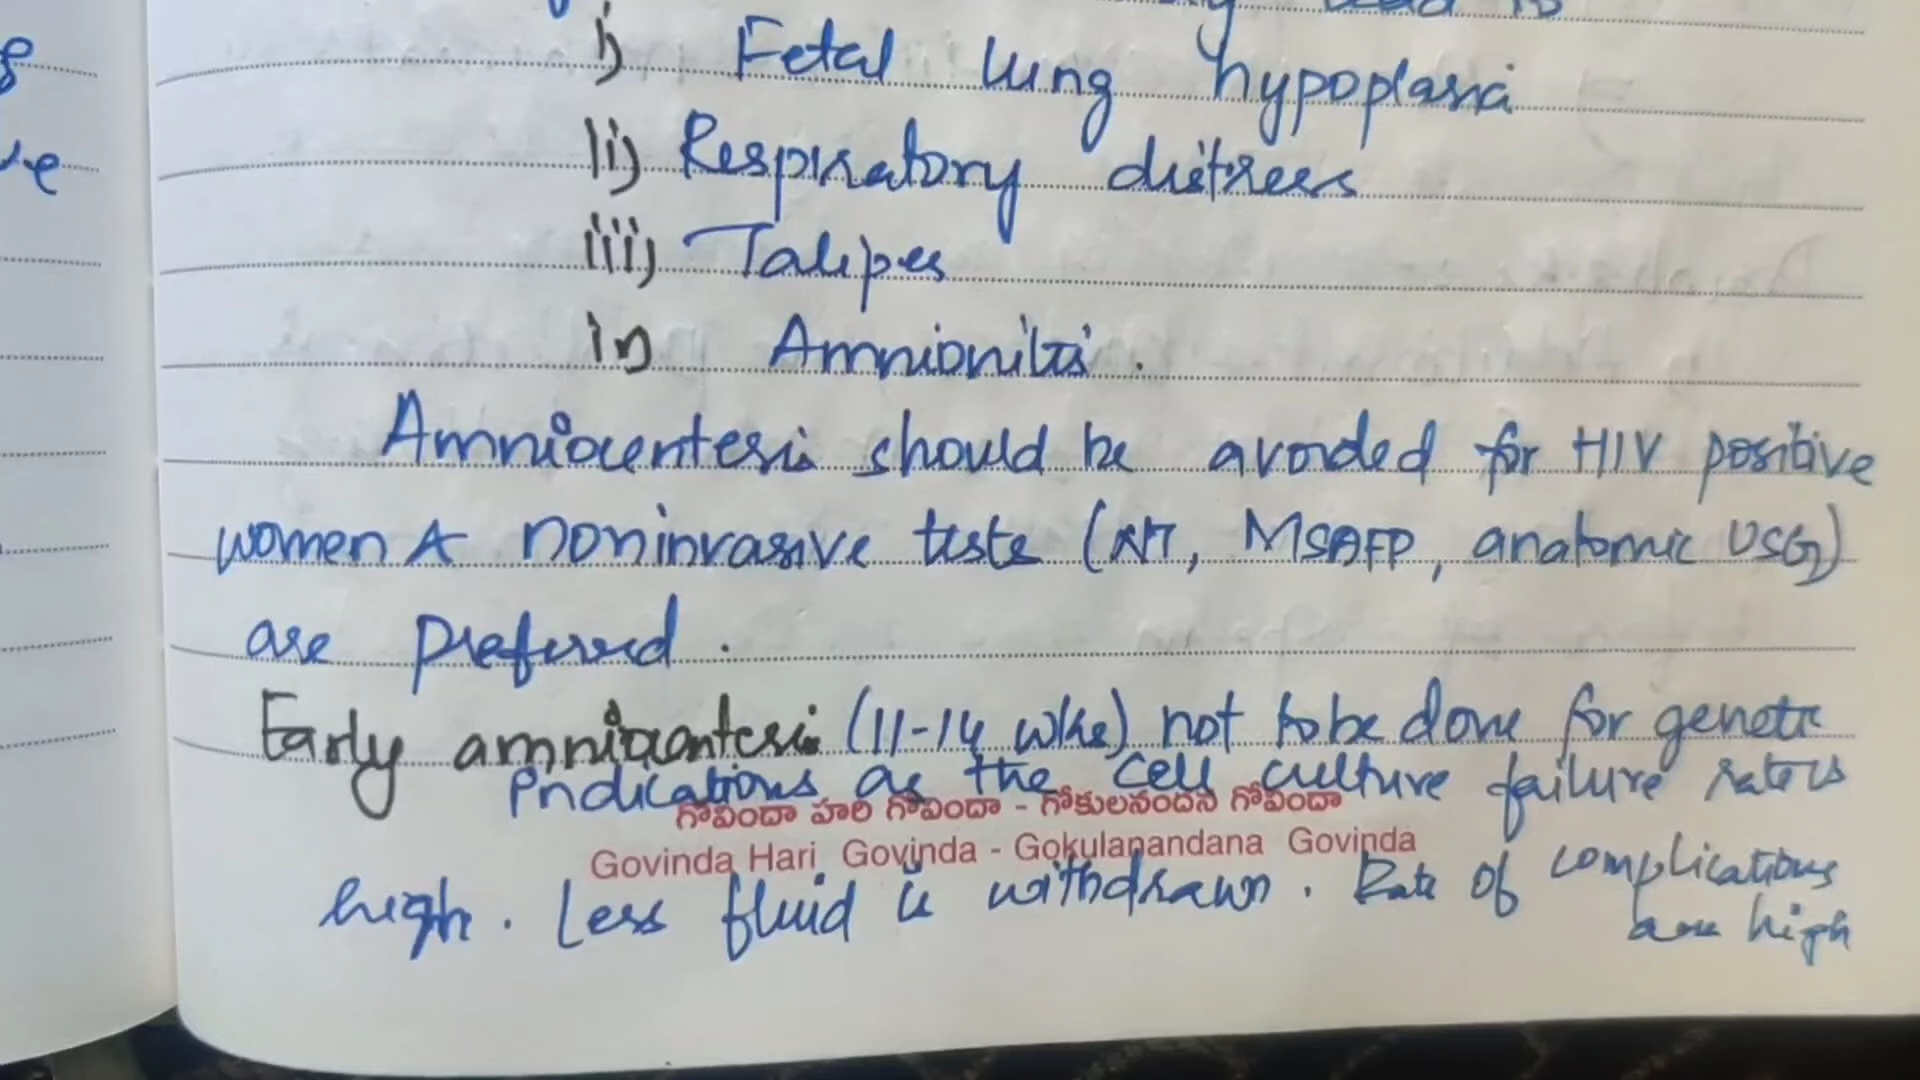 i) Fetal lung hypoplasia
ii) Respiratory distress
iii) Talipes
iv) Amnionitis.
Amniocentesis should be avoided for HIV positive
women & noninvasive tests (NT, MSAFP, anatomic USG)
are preferred.
Early amniocentesis (11-14 wks) not to be done for genetic
indications as the cell culture failure rate is
గోవిందా హరి గోవిందా - గోకులనందన గోవిందా
Govinda Hari Govinda - Gokulanandana Govinda
high. Less fluid is withdrawn. Rate of complications
are high